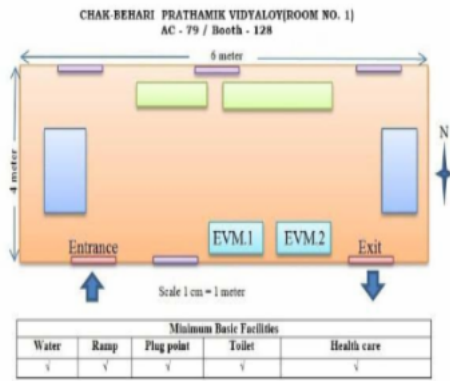 CHAK-BEHARI PRATHAMIK VIDYALOY(ROOM NO. 1)
AC - 79 / Booth - 128
6 meter
4 meter
N
EVM.1 EVM.2
Entrance Exit
Scale 1 cm = 1 meter
Minimum Basic Facilities
Water Ramp Plug point Toilet Health care
√ √ √ √ √